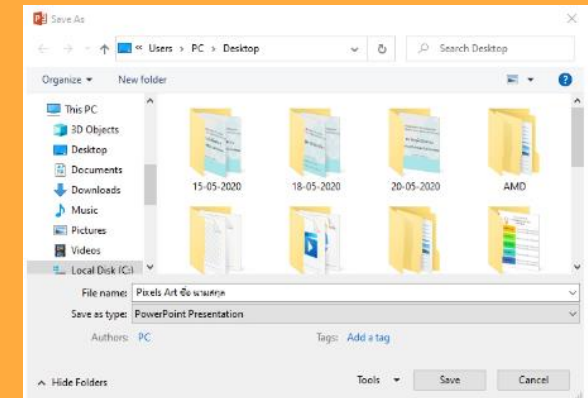 Save As
« Users › PC › Desktop
Search Desktop
Organize
New folder
This PC
3D Objects
Desktop
Documents
Downloads
Music
Pictures
Videos
Local Disk (C:)
15-05-2020
18-05-2020
20-05-2020
AMD
File name: Pixels Art ชื่อ นามสกุล
Save as type: PowerPoint Presentation
Authors: PC
Tags: Add a tag
Hide Folders
Tools
Save
Cancel